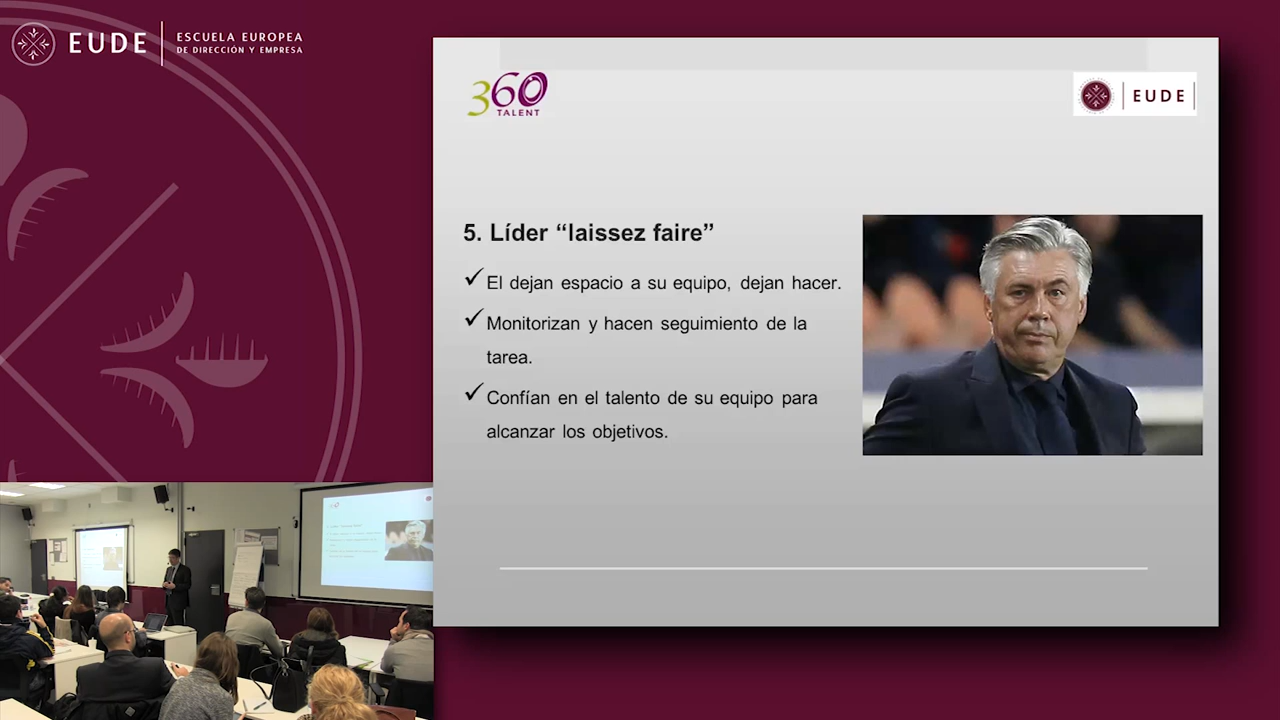 EUDE
ESCUELA EUROPEA
DE DIRECCIÓN Y EMPRESA
360
TALENT
EUDE
5. Líder “laissez faire”
El dejan espacio a su equipo, dejan hacer.
Monitorizan y hacen seguimiento de la
tarea.
Confían en el talento de su equipo para
alcanzar los objetivos.
360